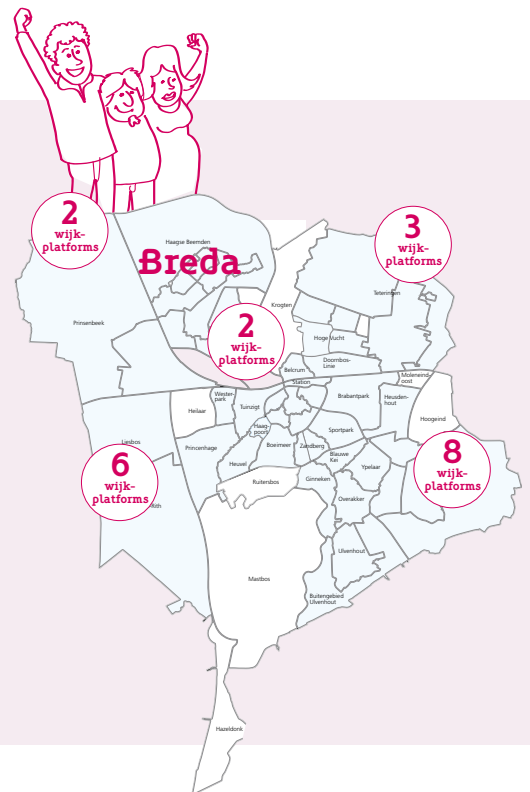 2
wijk-
platforms
Haagse Beemden
Breda
3
wijk-
platforms
Teteringen
Krogten
Prinsenbeek
2
wijk-
platforms
Hoge Vucht
Doornbos-
Linie
Belcrum
Station
Moleneind-
oost
Wester-
park
Tuinzigt
Brabantpark
Heusden-
hout
Heilaar
Hoogeind
Haag-
poort
Sportpark
Liesbos
Princenhage
Boeimeer
Zandberg
Blauwe
Kei
6
wijk-
platforms
Heuvel
Ypelaar
8
wijk-
platforms
Ruitersbos
Ginneken
Overakker
Rith
Ulvenhout
Mastbos
Buitengebied
Ulvenhout
Hazeldonk